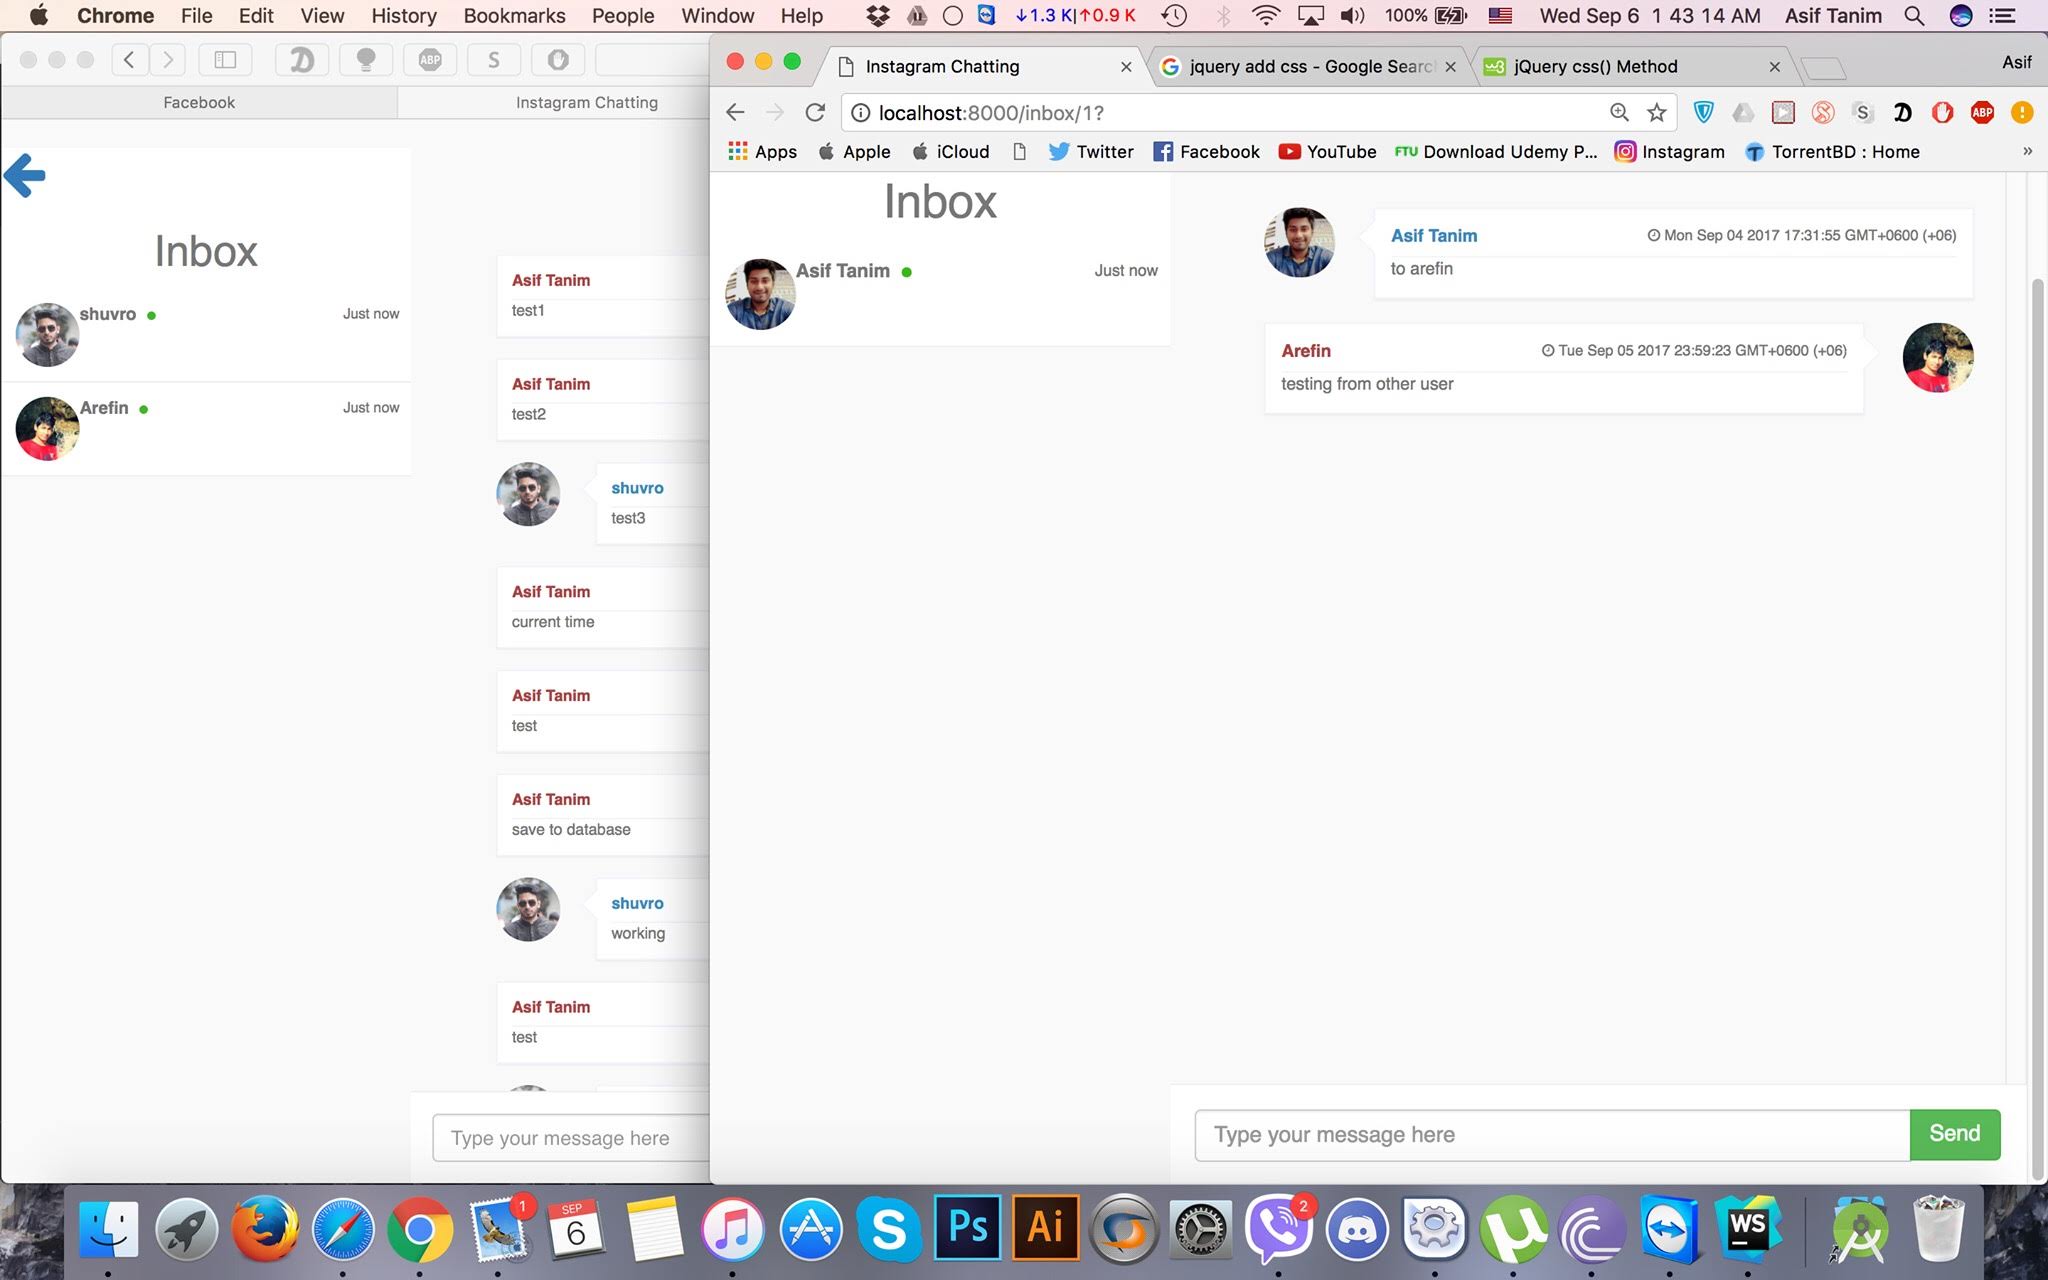 Chrome File Edit View History Bookmarks People Window Help ↓1.3 K|↑0.9 K 100% Wed Sep 6 1 43 14 AM Asif Tanim
ABP S
Facebook Instagram Chatting
Inbox
shuvro Just now
Arefin Just now
Asif Tanim
test1
Asif Tanim
test2
shuvro
test3
Asif Tanim
current time
Asif Tanim
test
Asif Tanim
save to database
shuvro
working
Asif Tanim
test
Type your message here
Instagram Chatting × jquery add css - Google Searc × w3 jQuery css() Method × Asif
localhost:8000/inbox/1? S ABP
Apps Apple iCloud Twitter Facebook YouTube FTU Download Udemy P... Instagram TorrentBD : Home »
Inbox
Asif Tanim Just now
Asif Tanim Mon Sep 04 2017 17:31:55 GMT+0600 (+06)
to arefin
Arefin Tue Sep 05 2017 23:59:23 GMT+0600 (+06)
testing from other user
Type your message here Send
1 SEP 6 S Ps Ai 2 µ WS